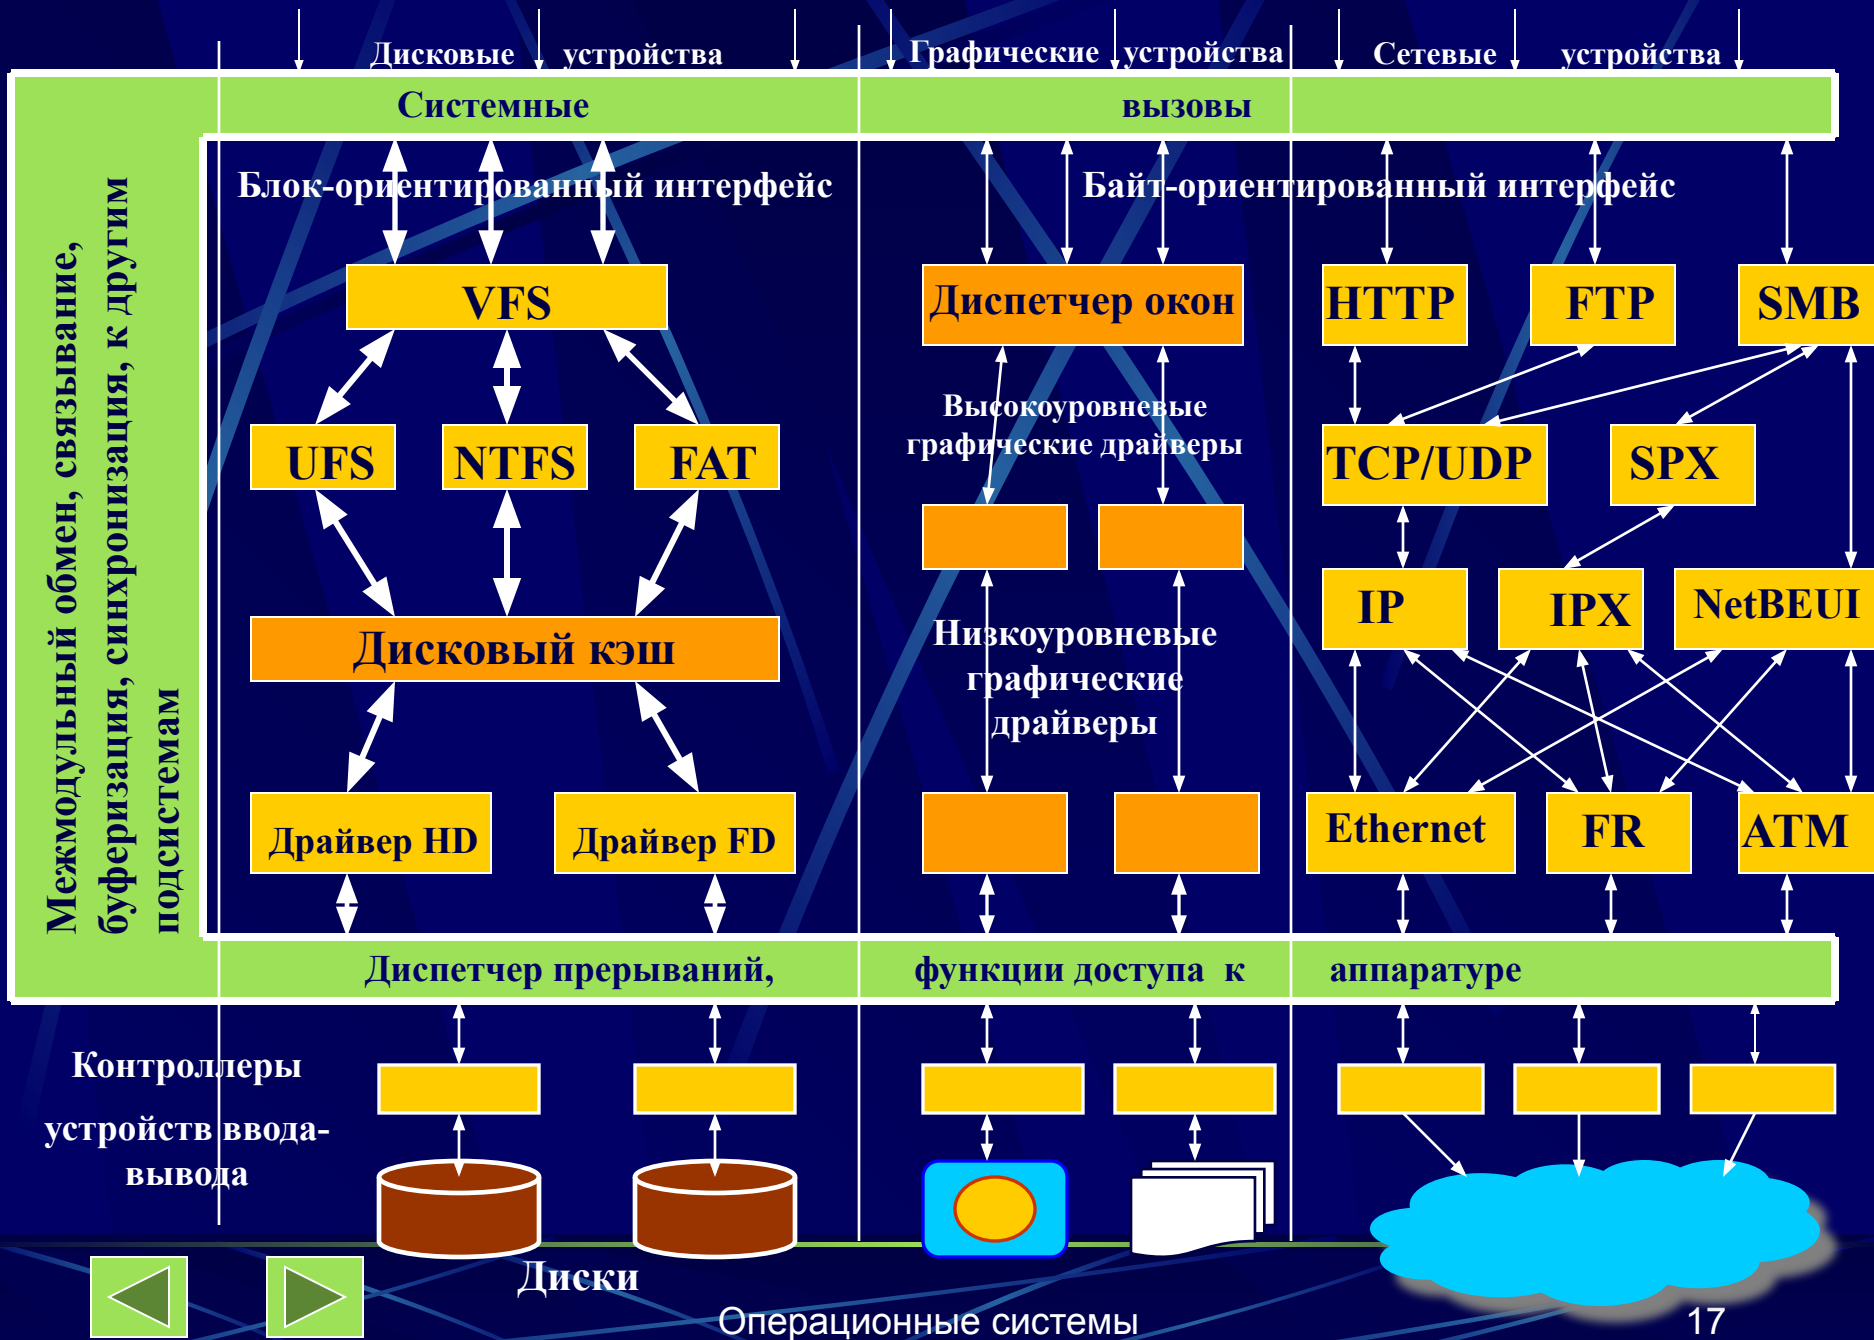 Дисковые устройства
Графические устройства
Сетевые устройства
Системные вызовы
Межмодульный обмен, связывание,
буферизация, синхронизация, к другим
подсистемам
Блок-ориентированный интерфейс
Байт-ориентированный интерфейс
VFS
UFS
NTFS
FAT
Дисковый кэш
Драйвер HD
Драйвер FD
Диспетчер окон
Высокоуровневые
графические драйверы
Низкоуровневые
графические
драйверы
HTTP
FTP
SMB
TCP/UDP
SPX
IP
IPX
NetBEUI
Ethernet
FR
ATM
Диспетчер прерываний, функции доступа к аппаратуре
Контроллеры
устройств ввода-
вывода
Диски
Операционные системы
17